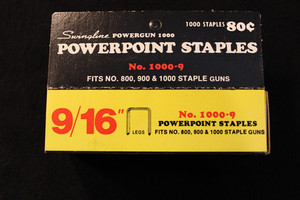 1000 STAPLES 80¢
Swingline POWERGUN 1000
POWERPOINT STAPLES
No. 1000-9
FITS NO. 800, 900 & 1000 STAPLE GUNS
9/16" LEGS
No. 1000-9
POWERPOINT STAPLES
FITS NO. 800, 900 & 1000 STAPLE GUNS